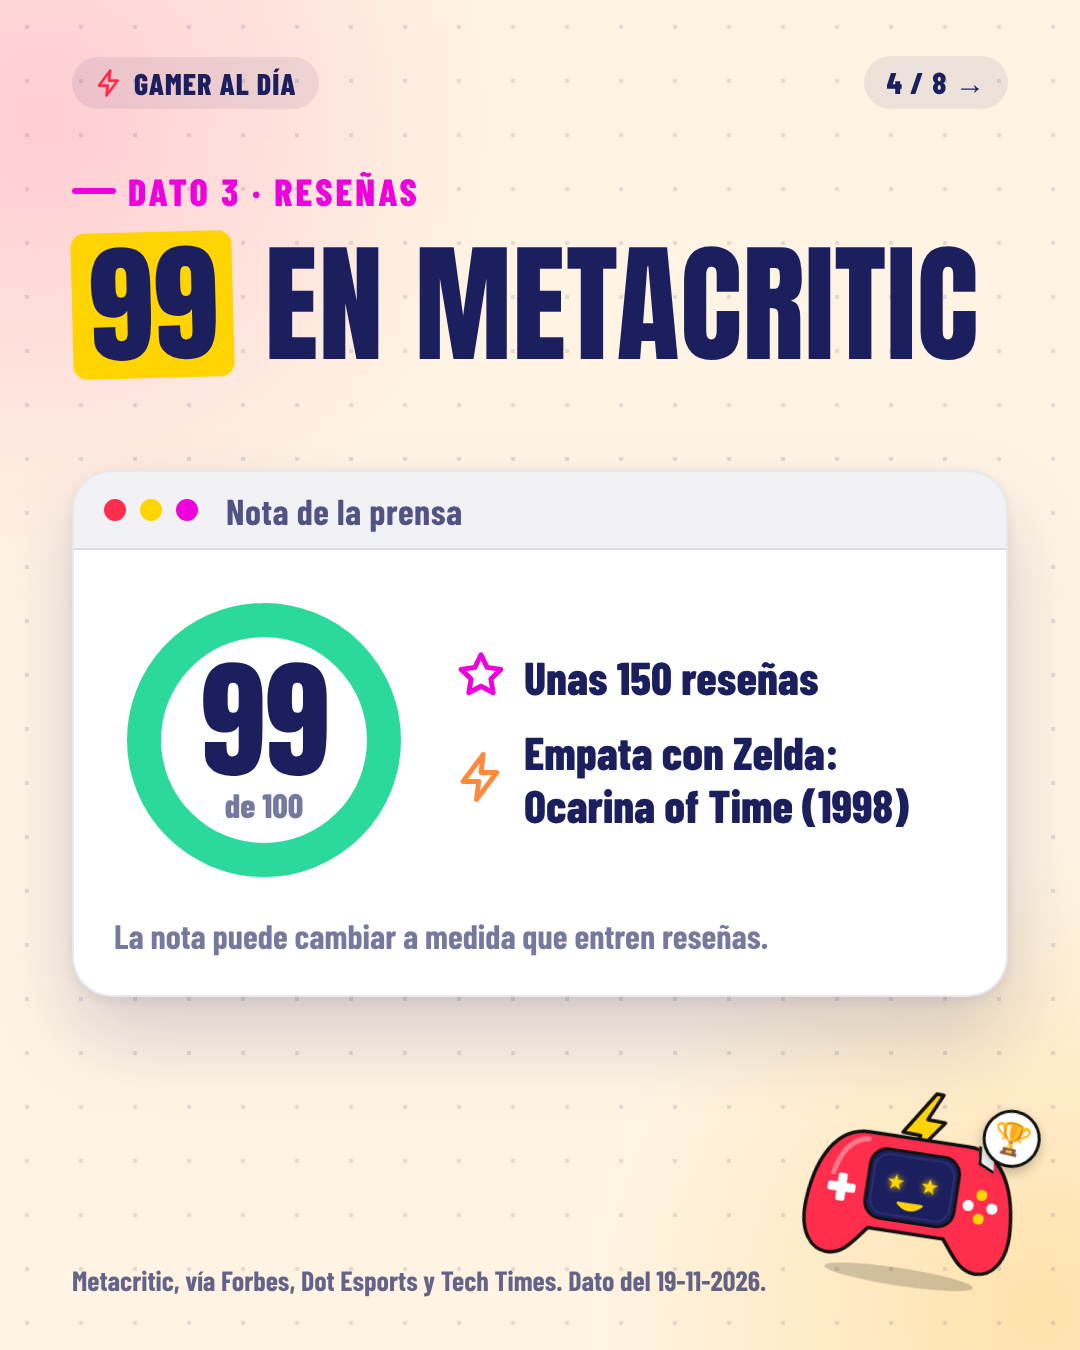 GAMER AL DÍA
4 / 8 →
DATO 3 · RESEÑAS
99 EN METACRITIC
Nota de la prensa
99
de 100
Unas 150 reseñas
Empata con Zelda:
Ocarina of Time (1998)
La nota puede cambiar a medida que entren reseñas.
Metacritic, vía Forbes, Dot Esports y Tech Times. Dato del 19-11-2026.